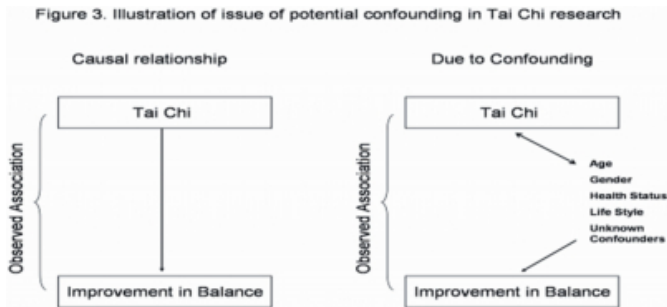 Figure 3. Illustration of issue of potential confounding in Tai Chi research
Causal relationship
Observed Association
Tai Chi
Improvement in Balance
Due to Confounding
Observed Association
Tai Chi
Age
Gender
Health Status
Life Style
Unknown
Confounders
Improvement in Balance